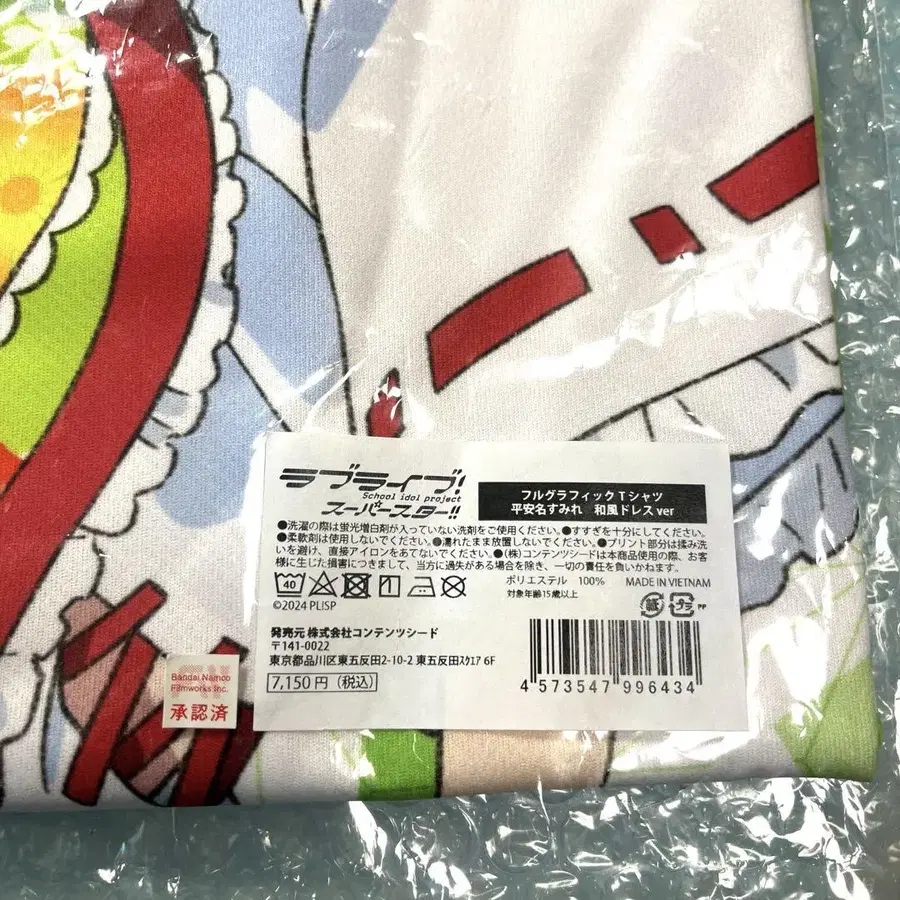 ラブライブ!
School idol project
スーパースター!!
フルグラフィックTシャツ
平安名すみれ 和風ドレス ver
●洗濯の際は蛍光増白剤が入っていない洗剤をご使用ください。●すすぎを十分にしてください。
●柔軟剤は使用しないでください。●濡れたまま放置しないでください。●プリント部分は揉み洗
いを避け、直接アイロンをあてないでください。●(株)コンテンツシードは本商品使用の際、お客
様に生じた損害につきまして、当方に過失がある場合を除き、一切の責任を負いかねます。
40
ポリエステル 100% MADE IN VIETNAM
対象年齢15歳以上
©2024 PL!SP
紙
プラ
PP
発売元 株式会社コンテンツシード
〒141-0022
東京都品川区東五反田2-10-2 東五反田スクエア 6F
7,150円(税込)
4 573547 996434
Bandai Namco
Filmworks Inc.
承認済